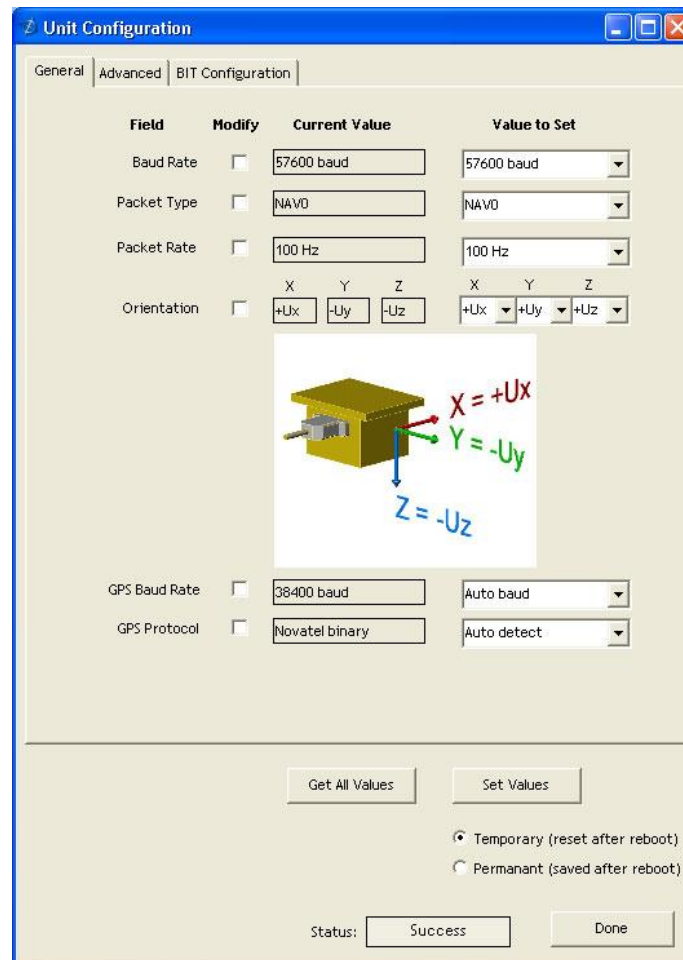 Unit Configuration
General Advanced BIT Configuration
Field Modify Current Value Value to Set
Baud Rate 57600 baud 57600 baud
Packet Type NAV0 NAV0
Packet Rate 100 Hz 100 Hz
X Y Z X Y Z
Orientation +Ux -Uy -Uz +Ux +Uy +Uz
X = +Ux
Y = -Uy
Z = -Uz
GPS Baud Rate 38400 baud Auto baud
GPS Protocol Novatel binary Auto detect
Get All Values Set Values
Temporary (reset after reboot)
Permanant (saved after reboot)
Status: Success Done